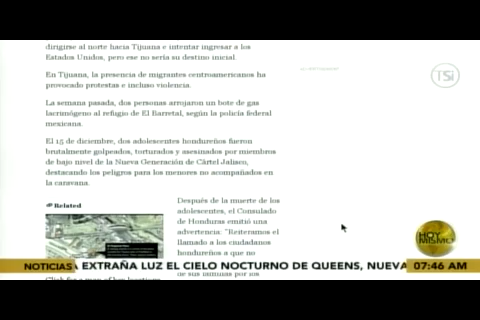 dirigirse al norte hacia Tijuana e intentar ingresar a los
Estados Unidos, pero ese no sería su destino inicial.
En Tijuana, la presencia de migrantes centroamericanos ha
provocado protestas e incluso violencia.
La semana pasada, dos personas arrojaron un bote de gas
lacrimógeno al refugio de El Barretal, según la policía federal
mexicana.
El 15 de diciembre, dos adolescentes hondureños fueron
brutalmente golpeados, torturados y asesinados por miembros
de bajo nivel de la Nueva Generación de Cártel Jalisco,
destacando los peligros para los menores no acompañados en
la caravana.
Related
Después de la muerte de los
adolescentes, el Consulado
de Honduras emitió una
advertencia: "Reiteramos el
llamado a los ciudadanos
hondureños a que no
de sus familias por los
TSi
HOY
MISMO
NOTICIAS
A EXTRAÑA LUZ EL CIELO NOCTURNO DE QUEENS, NUEVA
07:46 AM